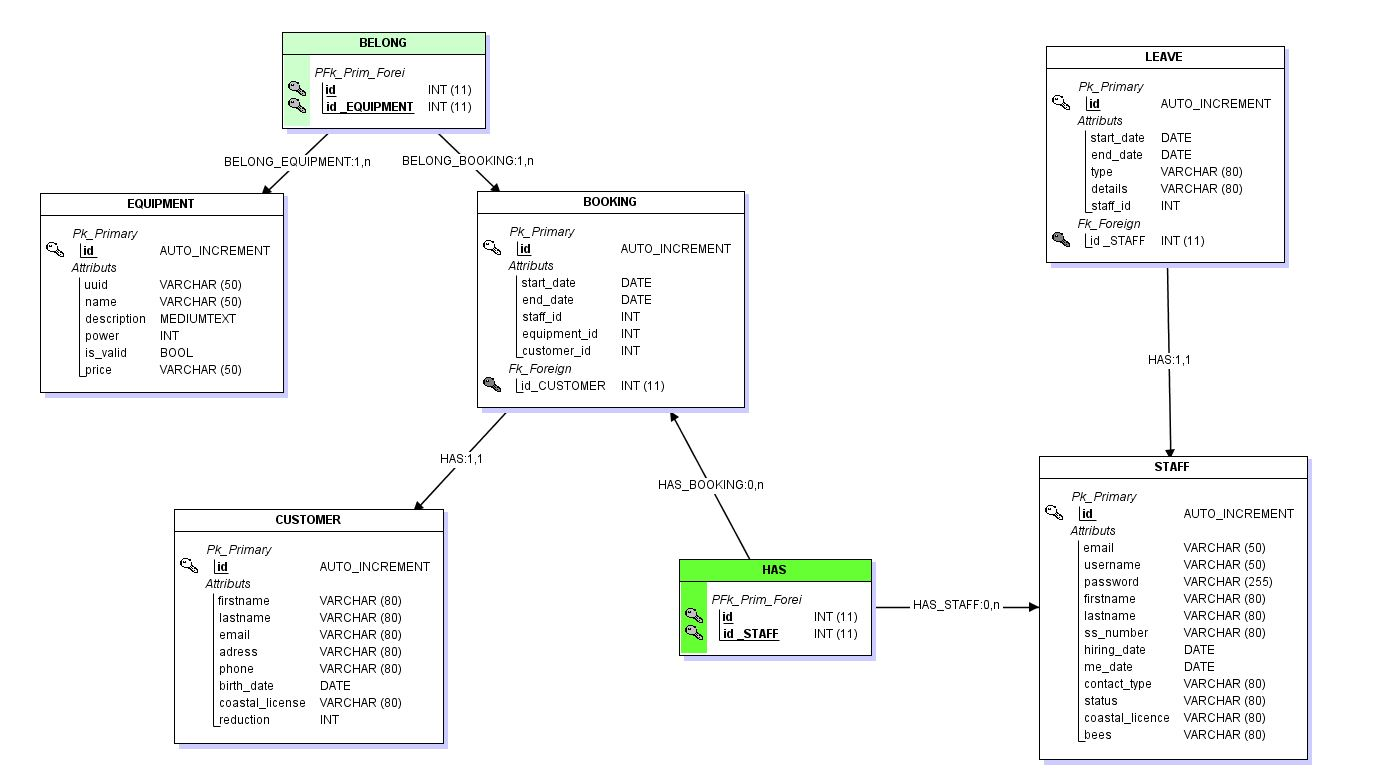 BELONG
PFk_Prim_Forei
id INT (11)
id _EQUIPMENT INT (11)
BELONG_EQUIPMENT:1,n
BELONG_BOOKING:1,n
EQUIPMENT
Pk_Primary
id AUTO_INCREMENT
Attributs
uuid VARCHAR (50)
name VARCHAR (50)
description MEDIUMTEXT
power INT
is_valid BOOL
price VARCHAR (50)
BOOKING
Pk_Primary
id AUTO_INCREMENT
Attributs
start_date DATE
end_date DATE
staff_id INT
equipment_id INT
customer_id INT
Fk_Foreign
id_CUSTOMER INT (11)
LEAVE
Pk_Primary
id AUTO_INCREMENT
Attributs
start_date DATE
end_date DATE
type VARCHAR (80)
details VARCHAR (80)
staff_id INT
Fk_Foreign
id _STAFF INT (11)
HAS:1,1
HAS:1,1
HAS_BOOKING:0,n
CUSTOMER
Pk_Primary
id AUTO_INCREMENT
Attributs
firstname VARCHAR (80)
lastname VARCHAR (80)
email VARCHAR (80)
adress VARCHAR (80)
phone VARCHAR (80)
birth_date DATE
coastal_license VARCHAR (80)
reduction INT
HAS
PFk_Prim_Forei
id INT (11)
id _STAFF INT (11)
HAS_STAFF:0,n
STAFF
Pk_Primary
id AUTO_INCREMENT
Attributs
email VARCHAR (50)
username VARCHAR (50)
password VARCHAR (255)
firstname VARCHAR (80)
lastname VARCHAR (80)
ss_number VARCHAR (80)
hiring_date DATE
me_date DATE
contact_type VARCHAR (80)
status VARCHAR (80)
coastal_licence VARCHAR (80)
bees VARCHAR (80)